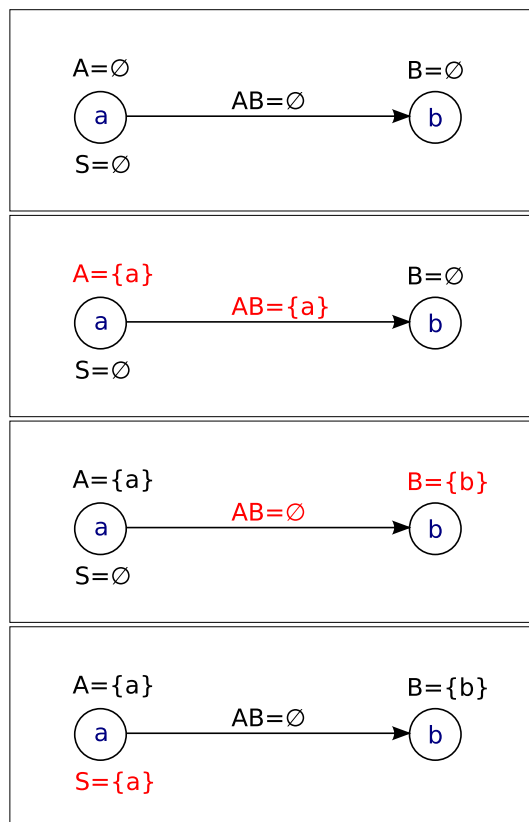 A=∅
B=∅
AB=∅
a
b
S=∅
A={a}
B=∅
AB={a}
a
b
S=∅
A={a}
B={b}
AB=∅
a
b
S=∅
A={a}
B={b}
AB=∅
a
b
S={a}